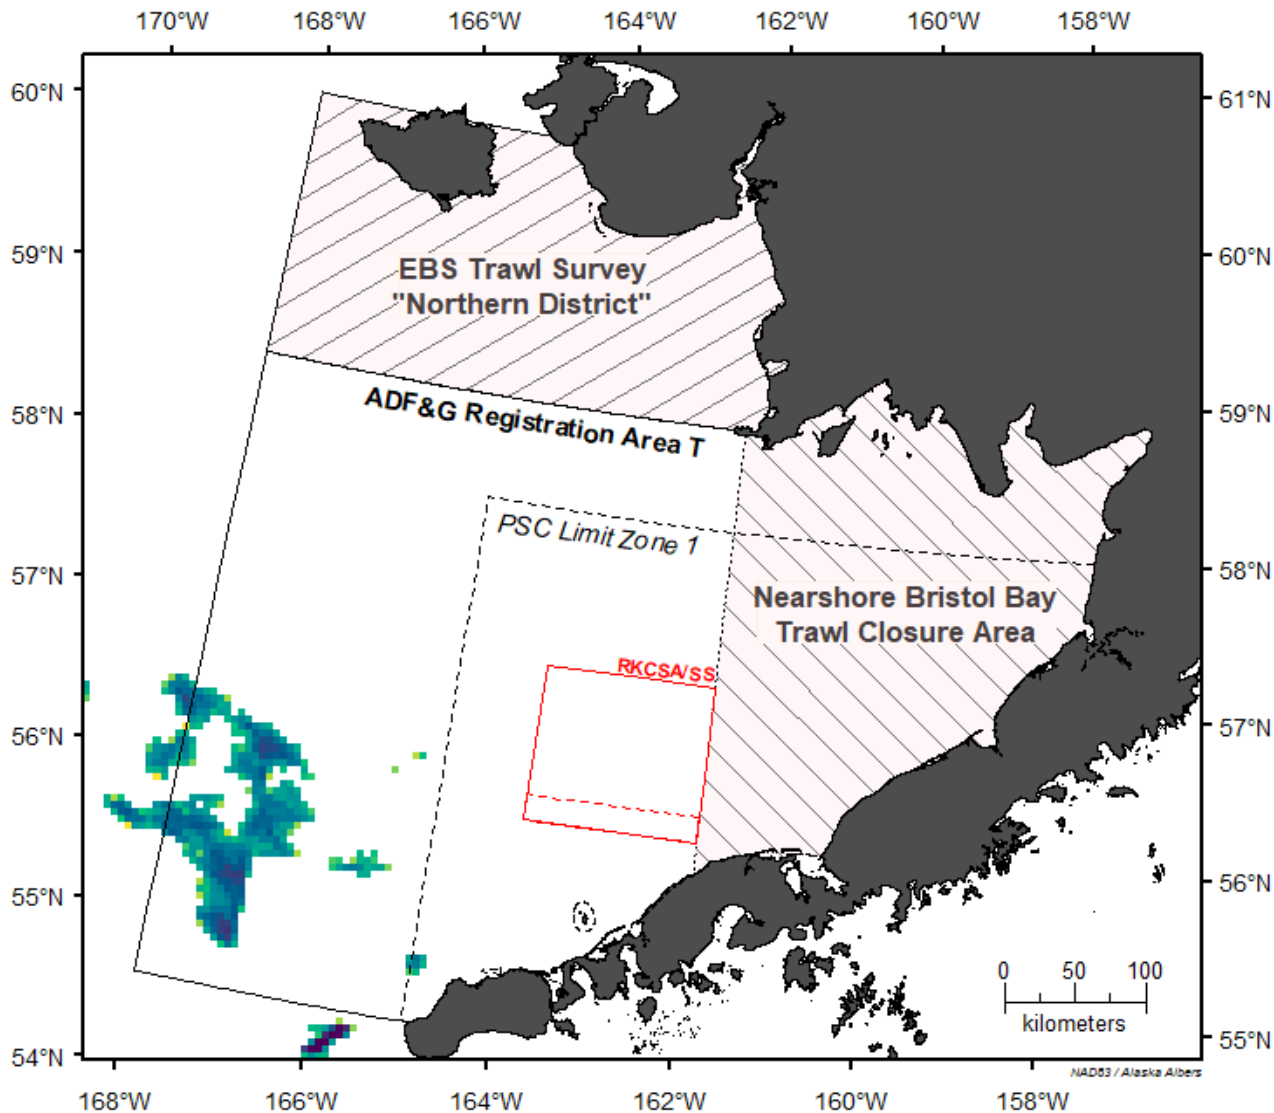 170°W 168°W 166°W 164°W 162°W 160°W 158°W
60°N
61°N
59°N
60°N
EBS Trawl Survey
"Northern District"
58°N
59°N
ADF&G Registration Area T
PSC Limit Zone 1
57°N
58°N
Nearshore Bristol Bay
Trawl Closure Area
RKCSA/SS
56°N
57°N
55°N
56°N
0 50 100
kilometers
54°N
55°N
NAD83 / Alaska Albers
168°W 166°W 164°W 162°W 160°W 158°W